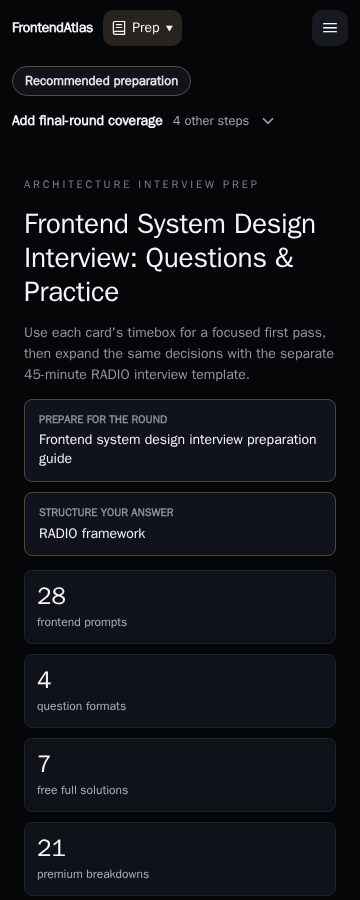 FrontendAtlas
Prep
Recommended preparation
Add final-round coverage 4 other steps
ARCHITECTURE INTERVIEW PREP
Frontend System Design
Interview: Questions &
Practice
Use each card's timebox for a focused first pass,
then expand the same decisions with the separate
45-minute RADIO interview template.
PREPARE FOR THE ROUND
Frontend system design interview preparation
guide
STRUCTURE YOUR ANSWER
RADIO framework
28
frontend prompts
4
question formats
7
free full solutions
21
premium breakdowns